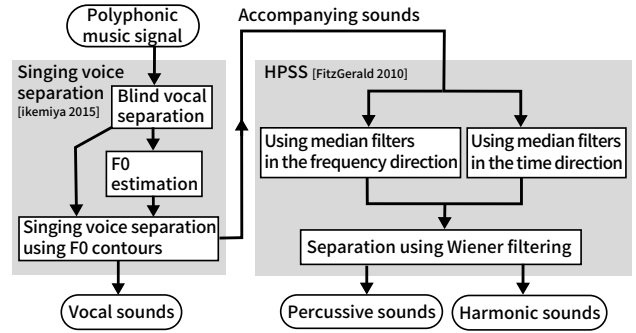 Polyphonic
music signal
Accompanying sounds
Singing voice
separation
[ikemiya 2015]
Blind vocal
separation
F0
estimation
Singing voice separation
using F0 contours
Vocal sounds
HPSS [FitzGerald 2010]
Using median filters
in the frequency direction
Using median filters
in the time direction
Separation using Wiener filtering
Percussive sounds
Harmonic sounds